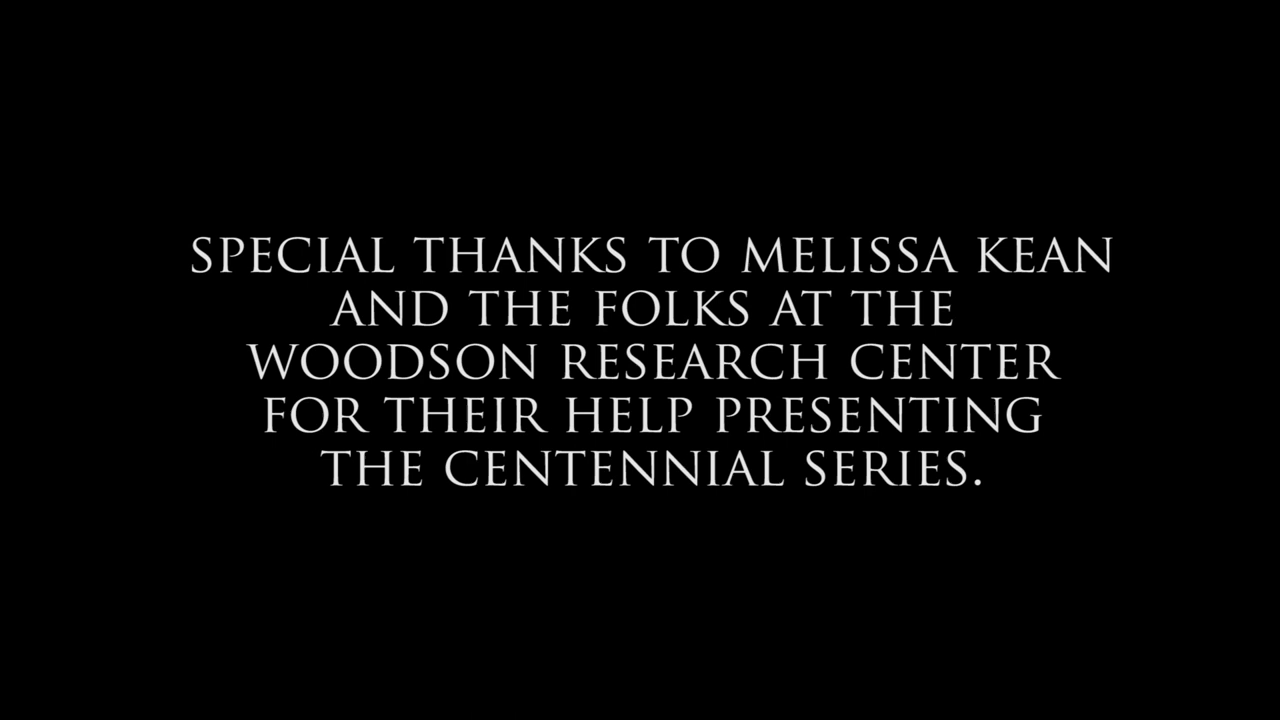 SPECIAL THANKS TO MELISSA KEAN
AND THE FOLKS AT THE
WOODSON RESEARCH CENTER
FOR THEIR HELP PRESENTING
THE CENTENNIAL SERIES.